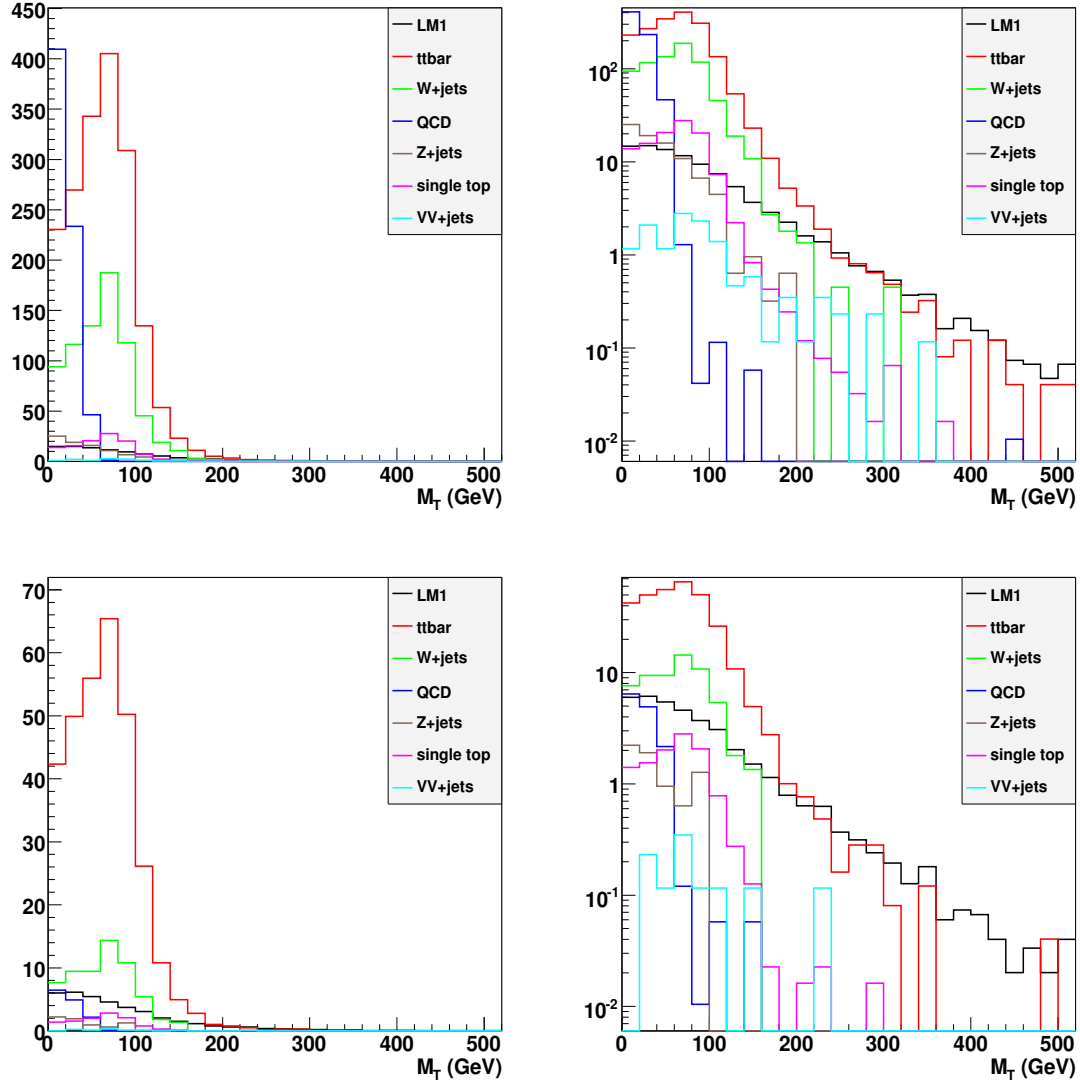 450
400
350
300
250
200
150
100
50
0
0 100 200 300 400 500
M_T (GeV)
LM1
ttbar
W+jets
QCD
Z+jets
single top
VV+jets
10^2
10
1
10^-1
10^-2
0 100 200 300 400 500
M_T (GeV)
LM1
ttbar
W+jets
QCD
Z+jets
single top
VV+jets
70
60
50
40
30
20
10
0
0 100 200 300 400 500
M_T (GeV)
LM1
ttbar
W+jets
QCD
Z+jets
single top
VV+jets
10
1
10^-1
10^-2
0 100 200 300 400 500
M_T (GeV)
LM1
ttbar
W+jets
QCD
Z+jets
single top
VV+jets